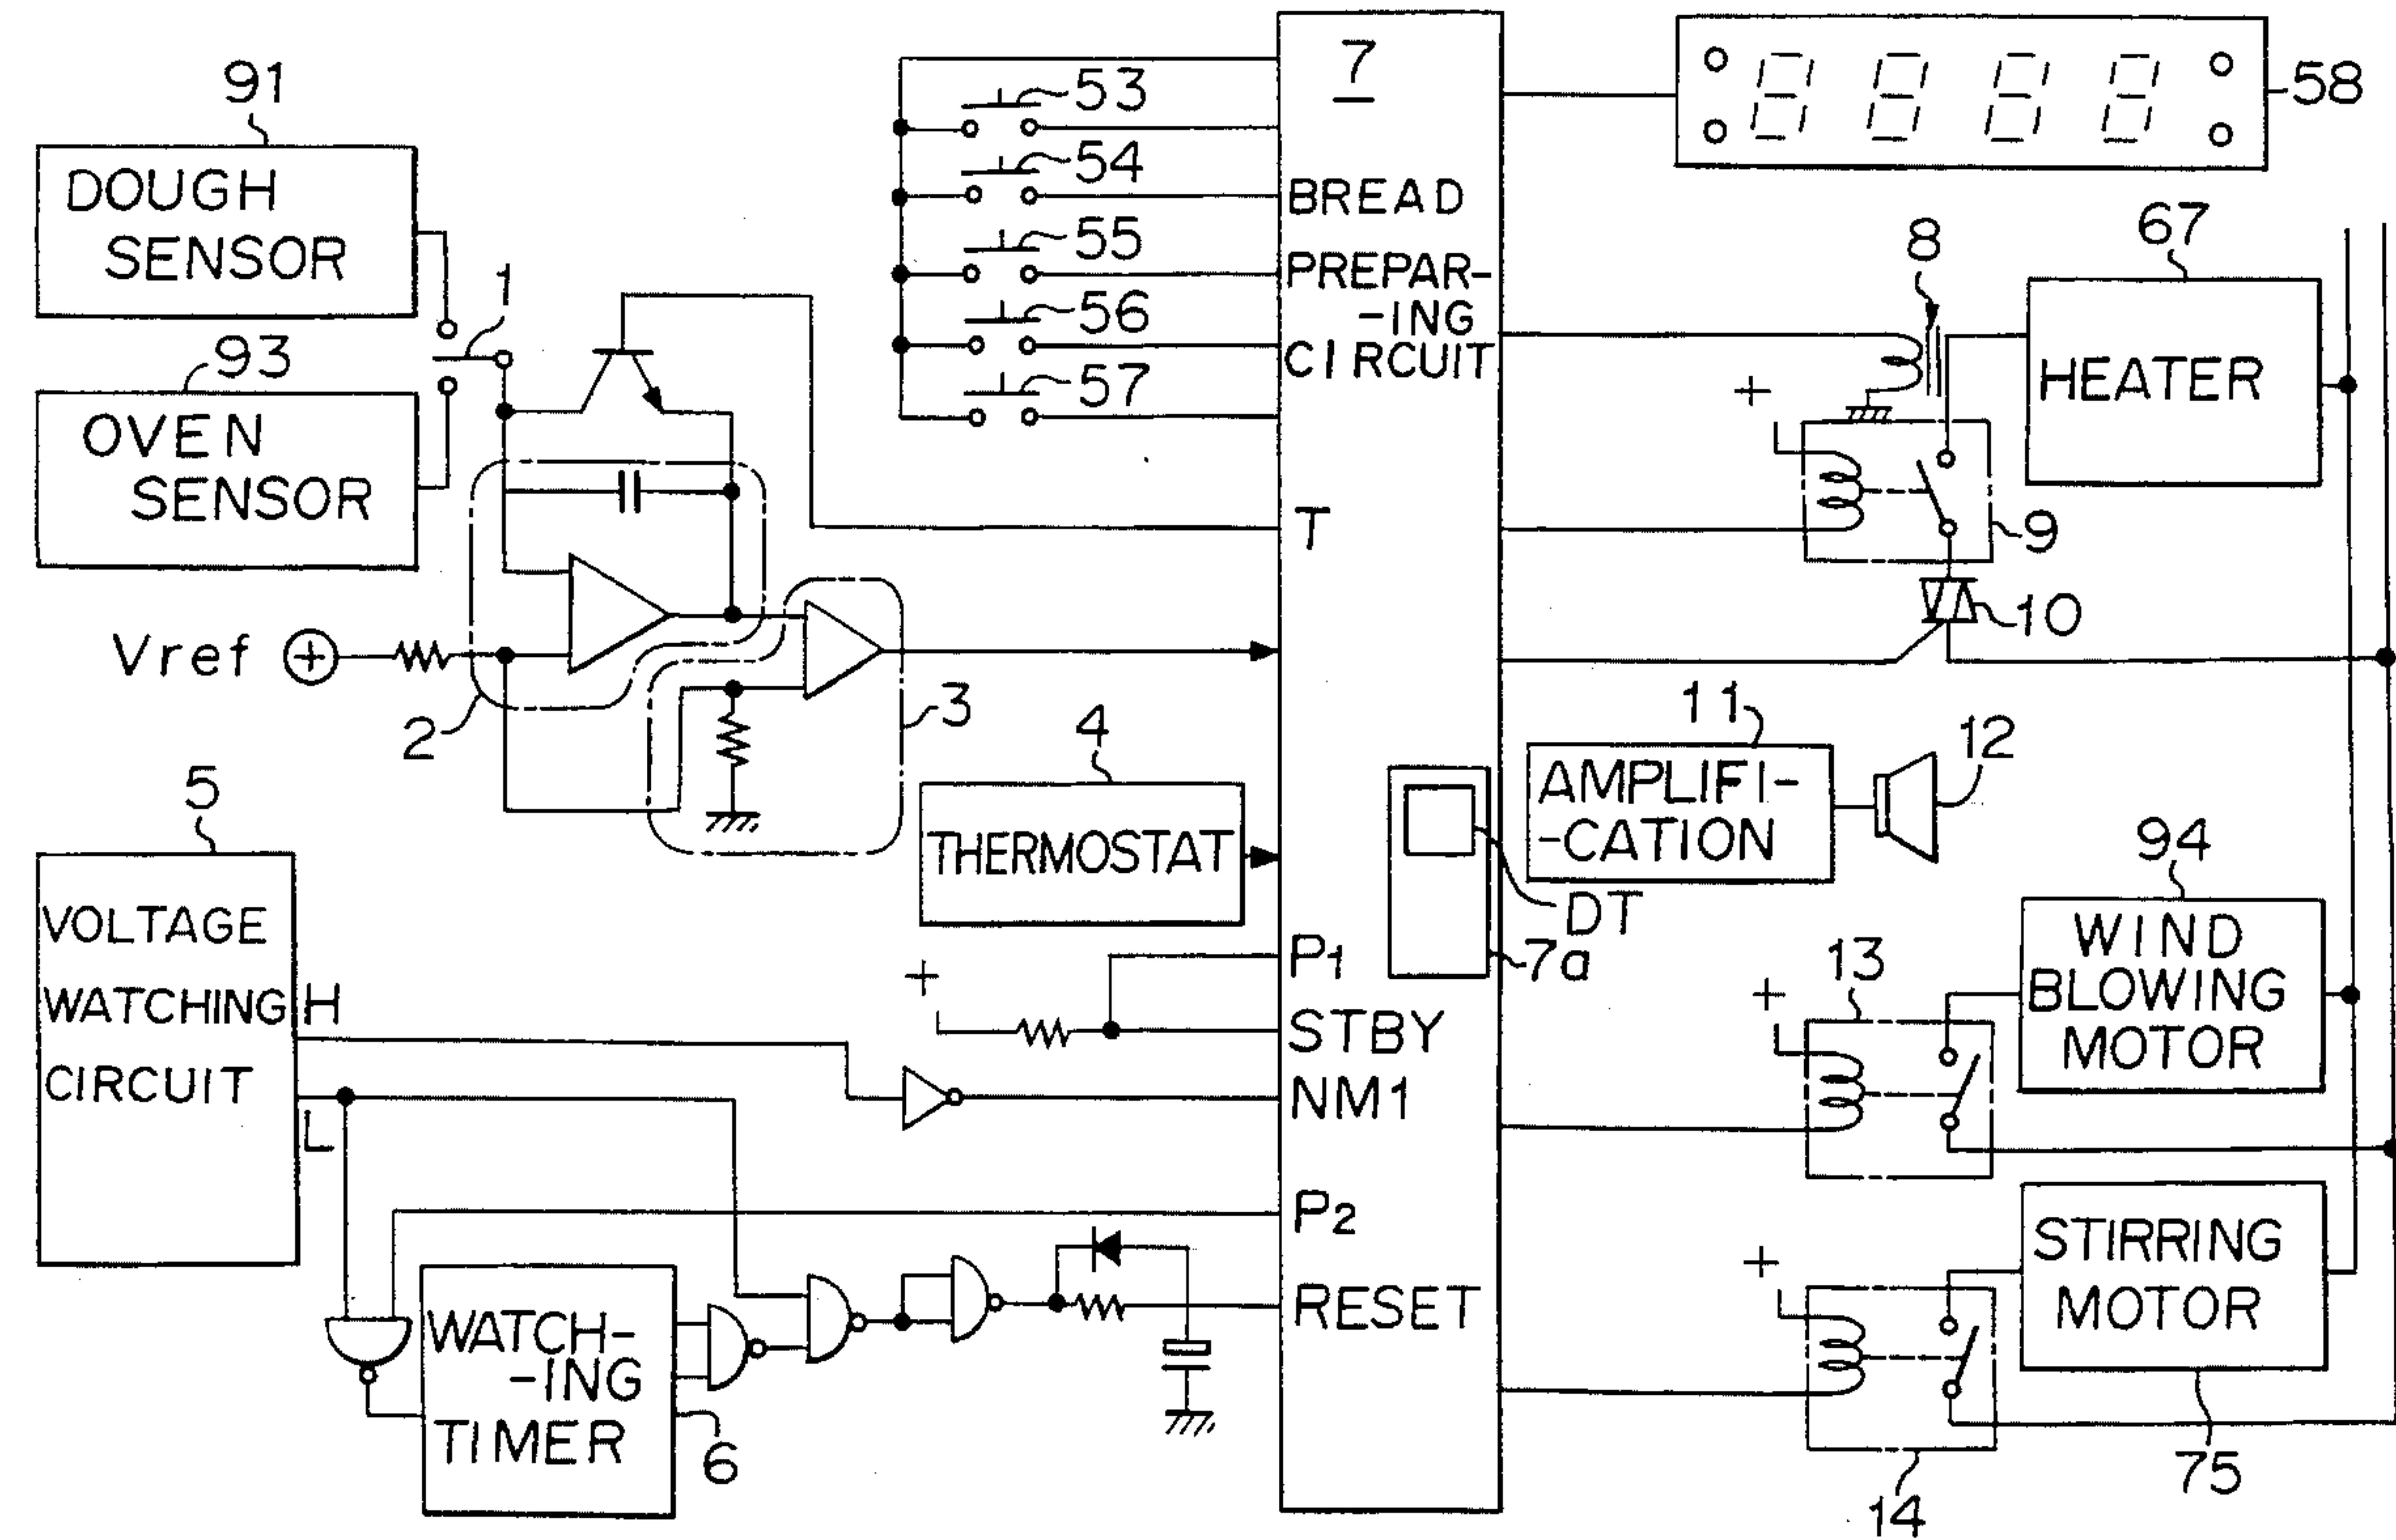 91
DOUGH
SENSOR
93
OVEN
SENSOR
1
Vref
2
3
4
THERMOSTAT
5
VOLTAGE
WATCHING
CIRCUIT
H
L
WATCH-
-ING
TIMER
6
53
54
55
56
57
7
BREAD
PREPAR-
-ING
CIRCUIT
T
P1
STBY
NM1
P2
RESET
DT
7a
58
8
67
HEATER
+
9
10
11
AMPLIFI-
-CATION
12
94
WIND
BLOWING
MOTOR
13
+
+
+
STIRRING
MOTOR
75
14